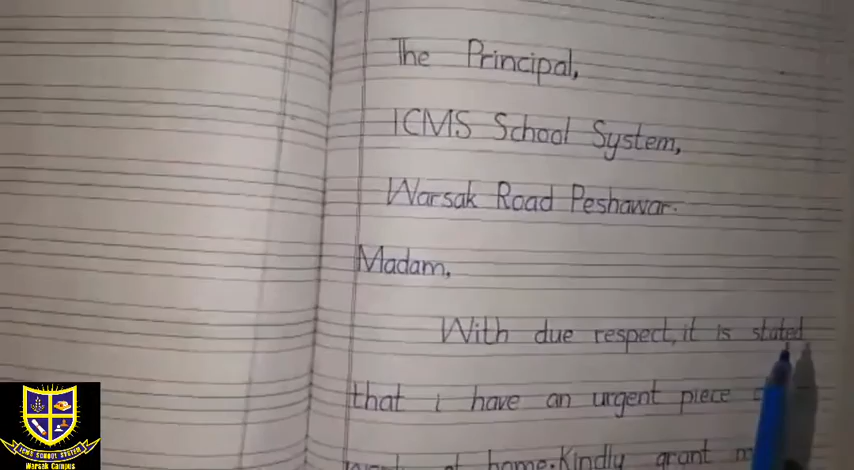 The Principal,
ICMS School System,
Warsak Road Peshawar.
Madam,
With due respect, it is stated
that i have an urgent piece
at home. Kindly grant
ICMS SCHOOL SYSTEM
Warsak Campus